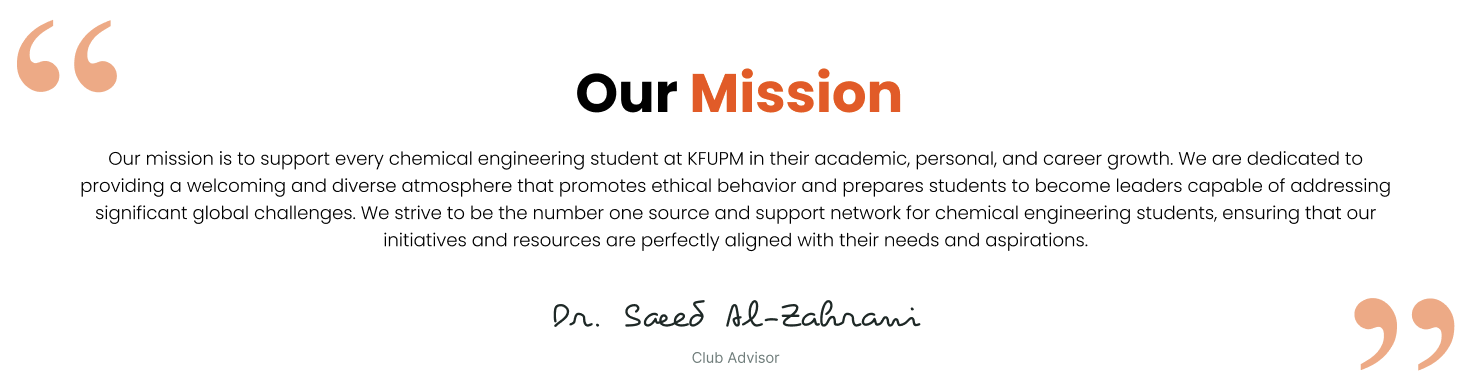 “
Our Mission
Our mission is to support every chemical engineering student at KFUPM in their academic, personal, and career growth. We are dedicated to
providing a welcoming and diverse atmosphere that promotes ethical behavior and prepares students to become leaders capable of addressing
significant global challenges. We strive to be the number one source and support network for chemical engineering students, ensuring that our
initiatives and resources are perfectly aligned with their needs and aspirations.
Dr. Saeed Al-Zahrani
Club Advisor
”